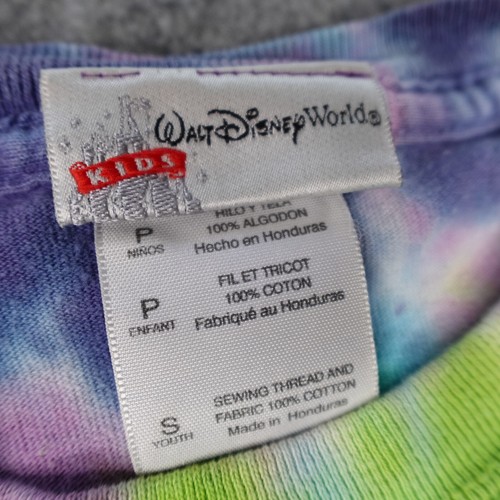 WALT DISNEY World®
KIDS
HILO Y TELA
P 100% ALGODON
NIÑOS Hecho en Honduras
FIL ET TRICOT
P 100% COTON
ENFANT Fabriqué au Honduras
SEWING THREAD AND
S FABRIC 100% COTTON
YOUTH Made in Honduras